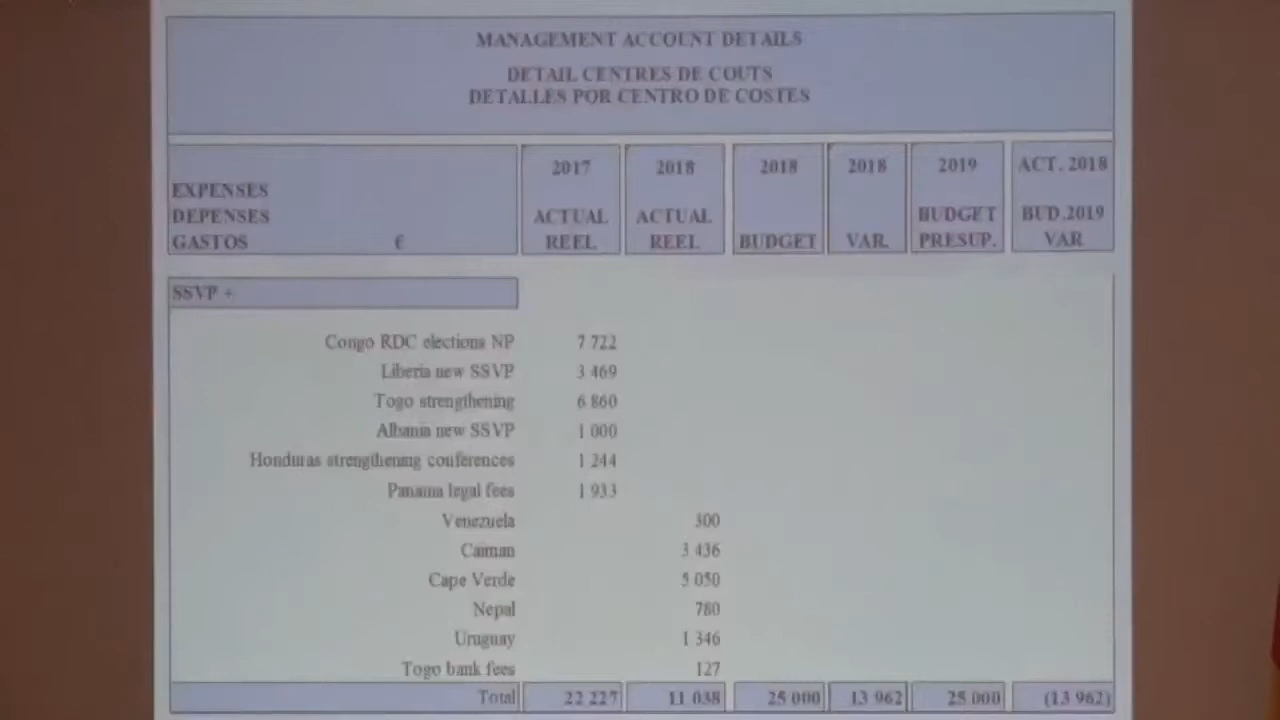 MANAGEMENT ACCOUNT DETAILS
DETAIL CENTRES DE COUTS
DETALLES POR CENTRO DE COSTES
EXPENSES
DEPENSES
GASTOS €
2017 ACTUAL REEL
2018 ACTUAL REEL
2018 BUDGET
2018 VAR.
2019 BUDGET PRESUP.
ACT. 2018 BUD.2019 VAR
SSVP +
Congo RDC elections NP 7 722
Liberia new SSVP 3 469
Togo strengthening 6 860
Albania new SSVP 1 000
Honduras strengthening conferences 1 244
Panama legal fees 1 933
Venezuela 300
Caiman 3 436
Cape Verde 5 050
Nepal 780
Uruguay 1 346
Togo bank fees 127
Total 22 227 11 038 25 000 13 962 25 000 (13 962)